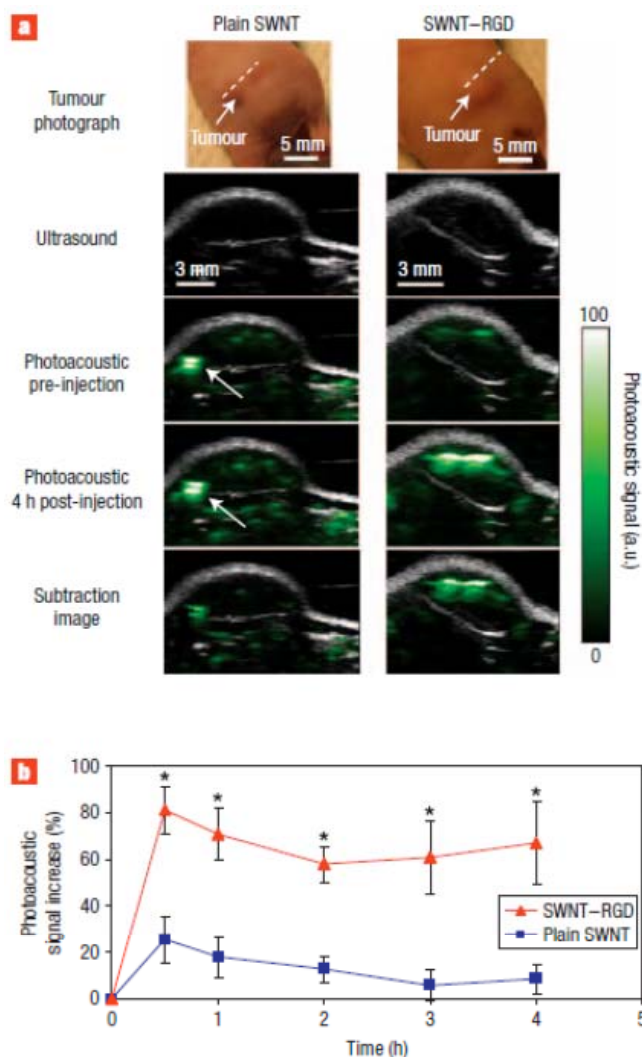 a
Plain SWNT
SWNT–RGD
Tumour
photograph
Tumour
5 mm
Tumour
5 mm
Ultrasound
3 mm
3 mm
Photoacoustic
pre-injection
Photoacoustic
4 h post-injection
Subtraction
image
100
Photoacoustic signal (a.u.)
0
b
Photoacoustic
signal increase (%)
100
80
60
40
20
0
* * * * *
SWNT–RGD
Plain SWNT
0 1 2 3 4 5
Time (h)